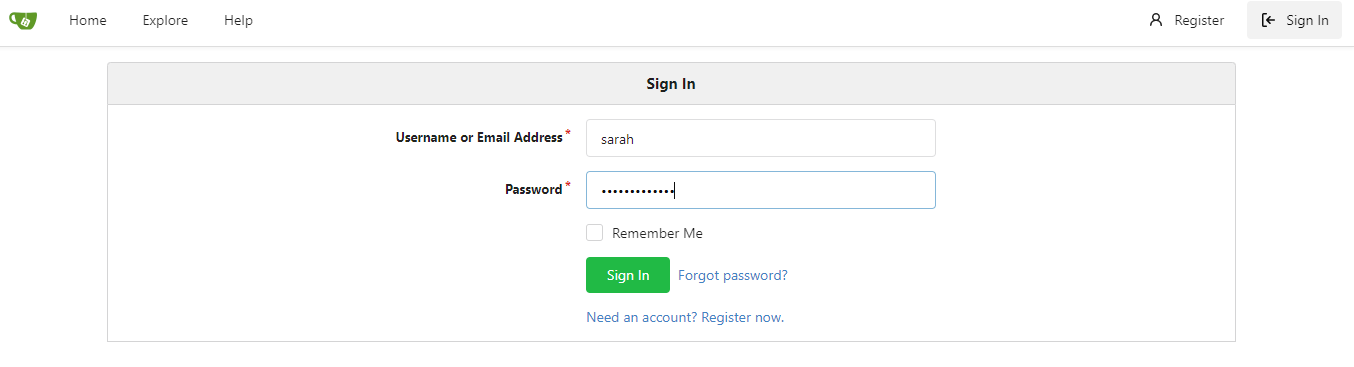 Home Explore Help Register Sign In
Sign In
Username or Email Address* sarah
Password* •••••••••••••
Remember Me
Sign In Forgot password?
Need an account? Register now.